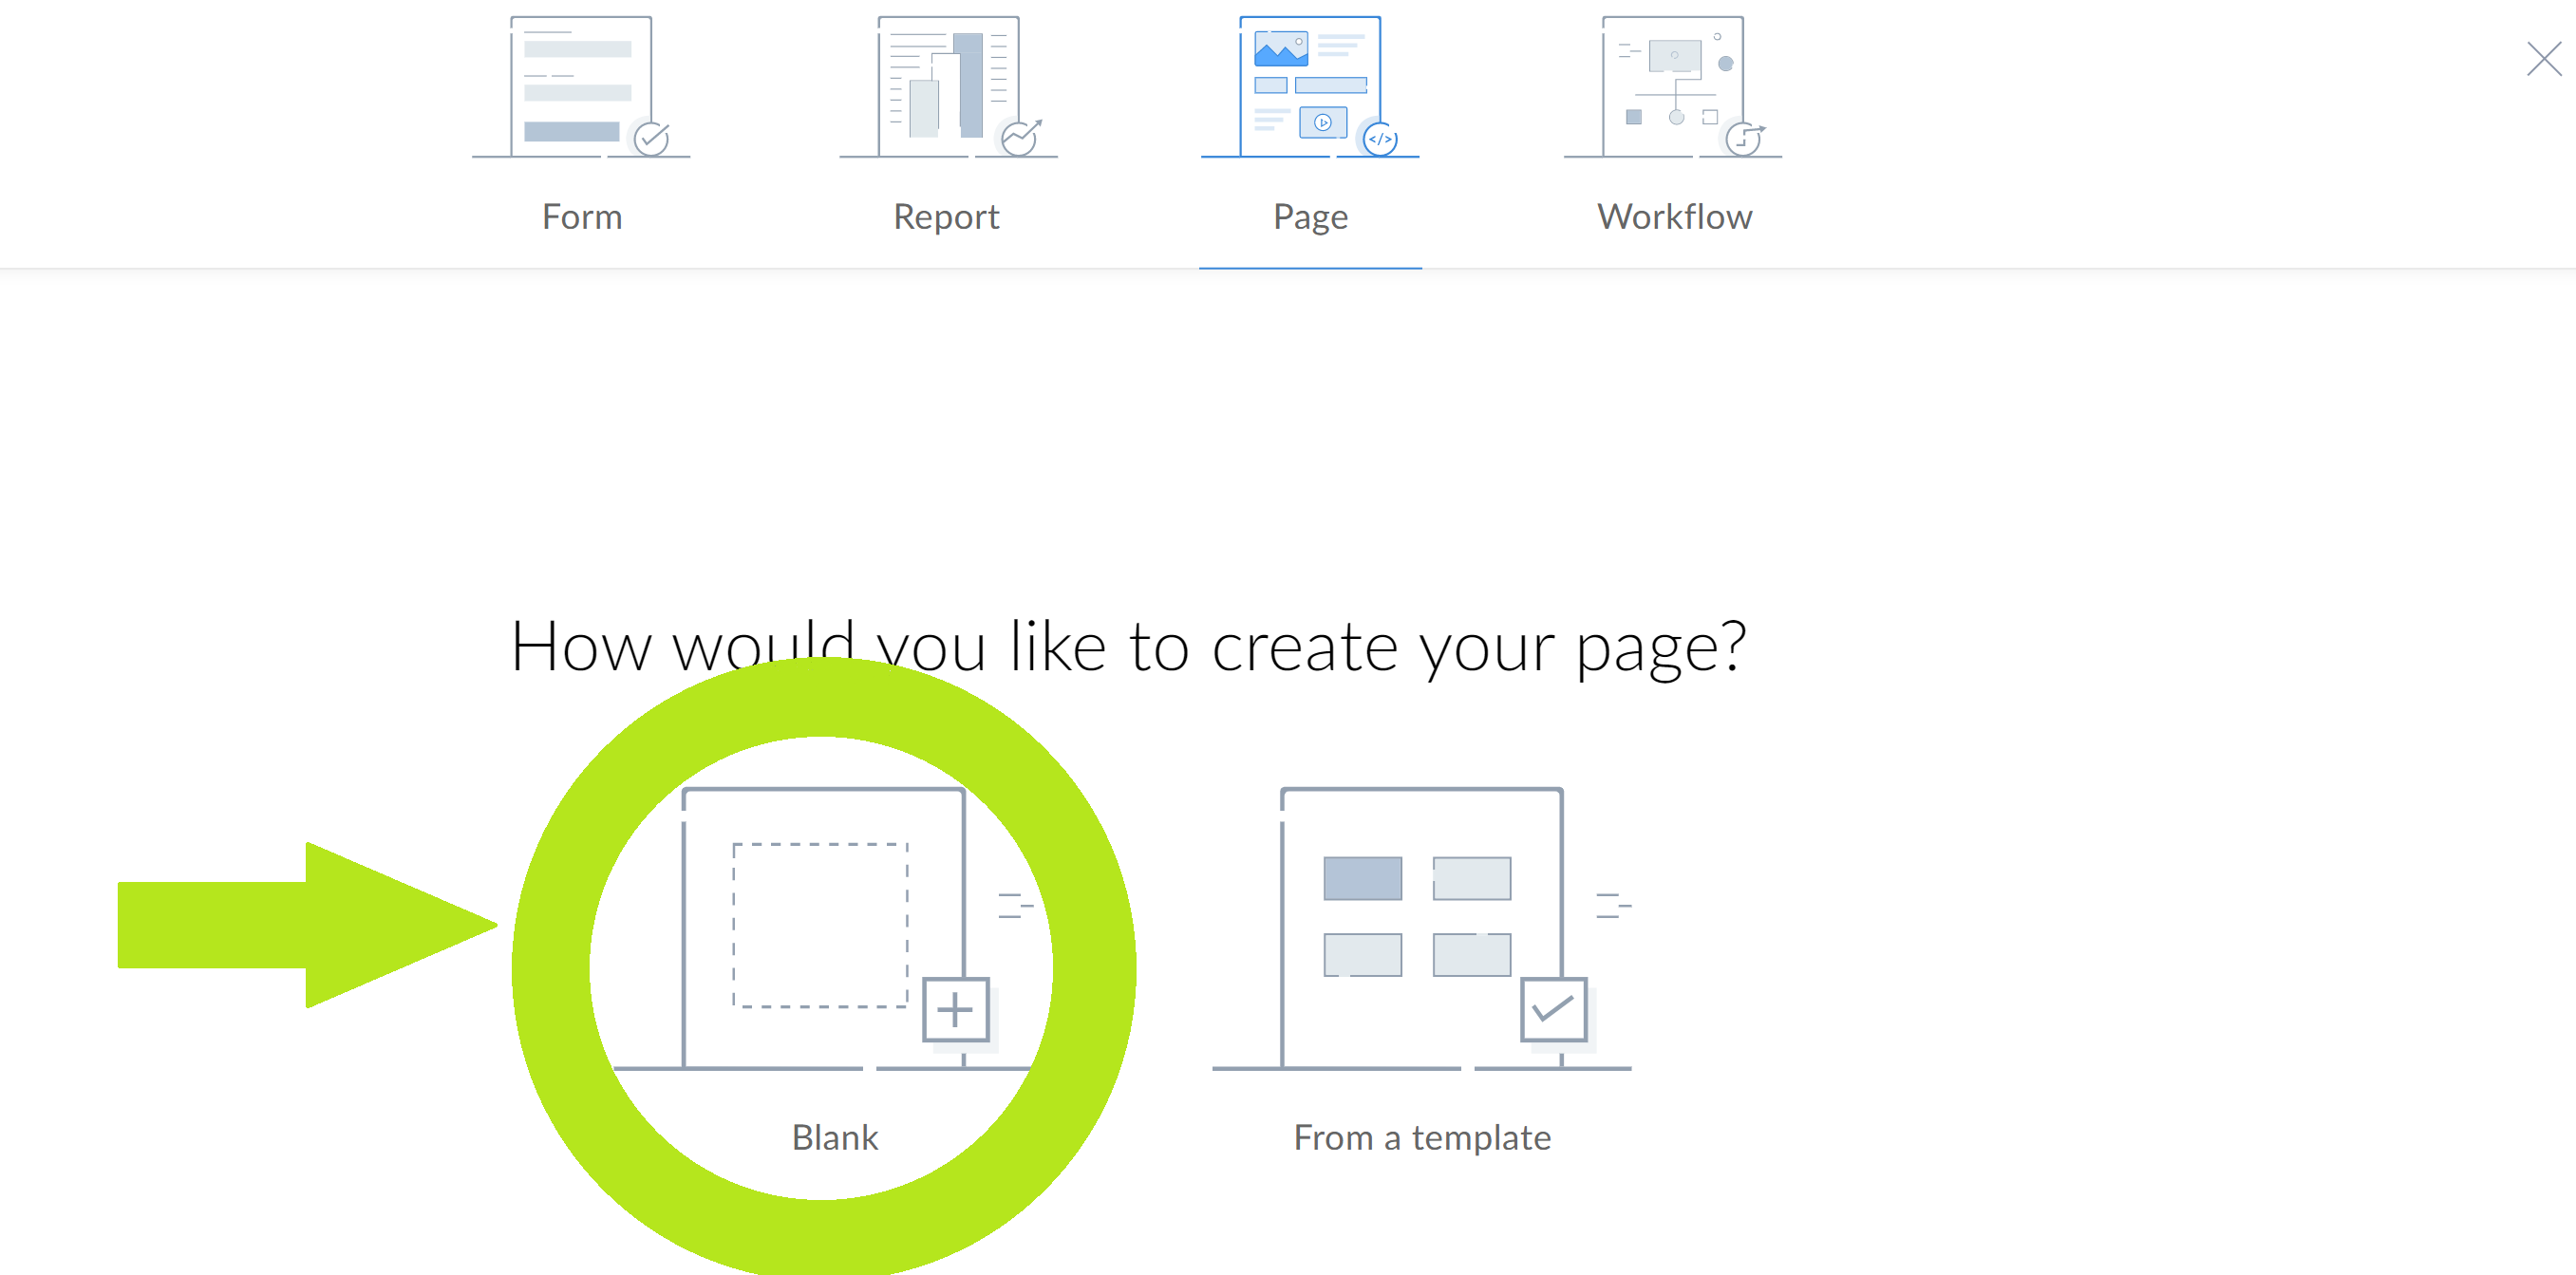 Form
Report
Page
Workflow
How would you like to create your page?
Blank
From a template